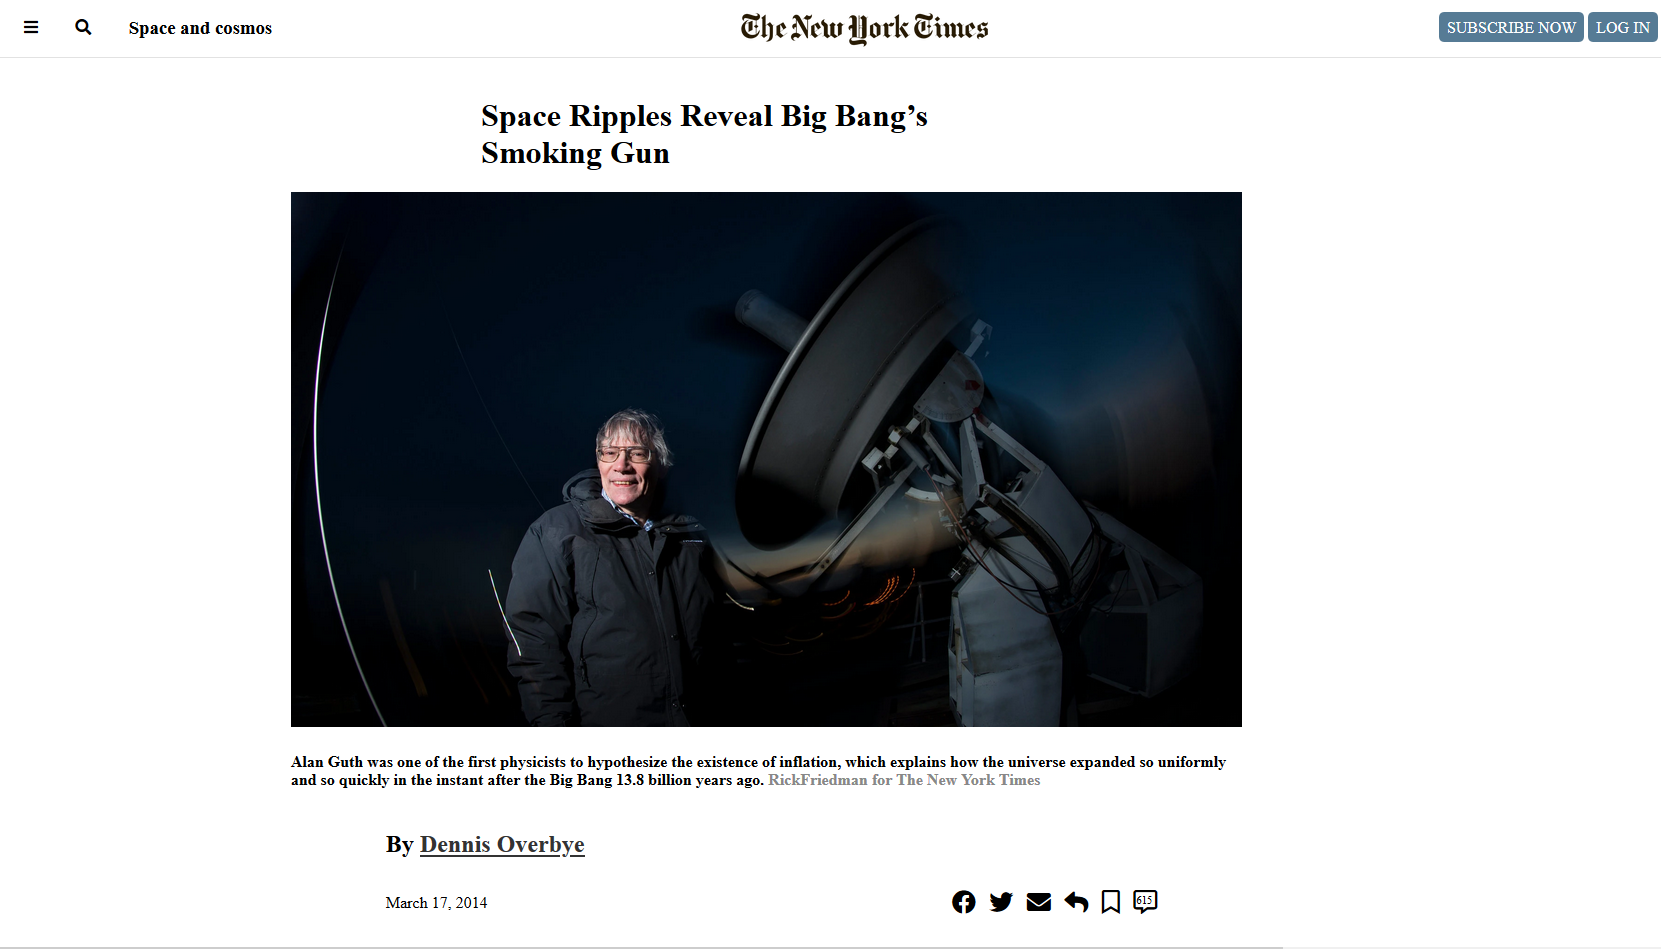 Space and cosmos
The New York Times
SUBSCRIBE NOW
LOG IN
Space Ripples Reveal Big Bang’s
Smoking Gun
Alan Guth was one of the first physicists to hypothesize the existence of inflation, which explains how the universe expanded so uniformly
and so quickly in the instant after the Big Bang 13.8 billion years ago. RickFriedman for The New York Times
By Dennis Overbye
March 17, 2014
615